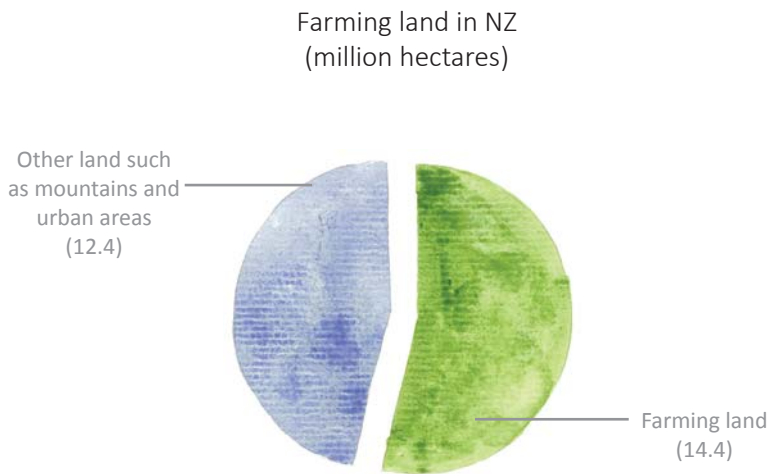 Farming land in NZ
(million hectares)
Other land such
as mountains and
urban areas
(12.4)
Farming land
(14.4)